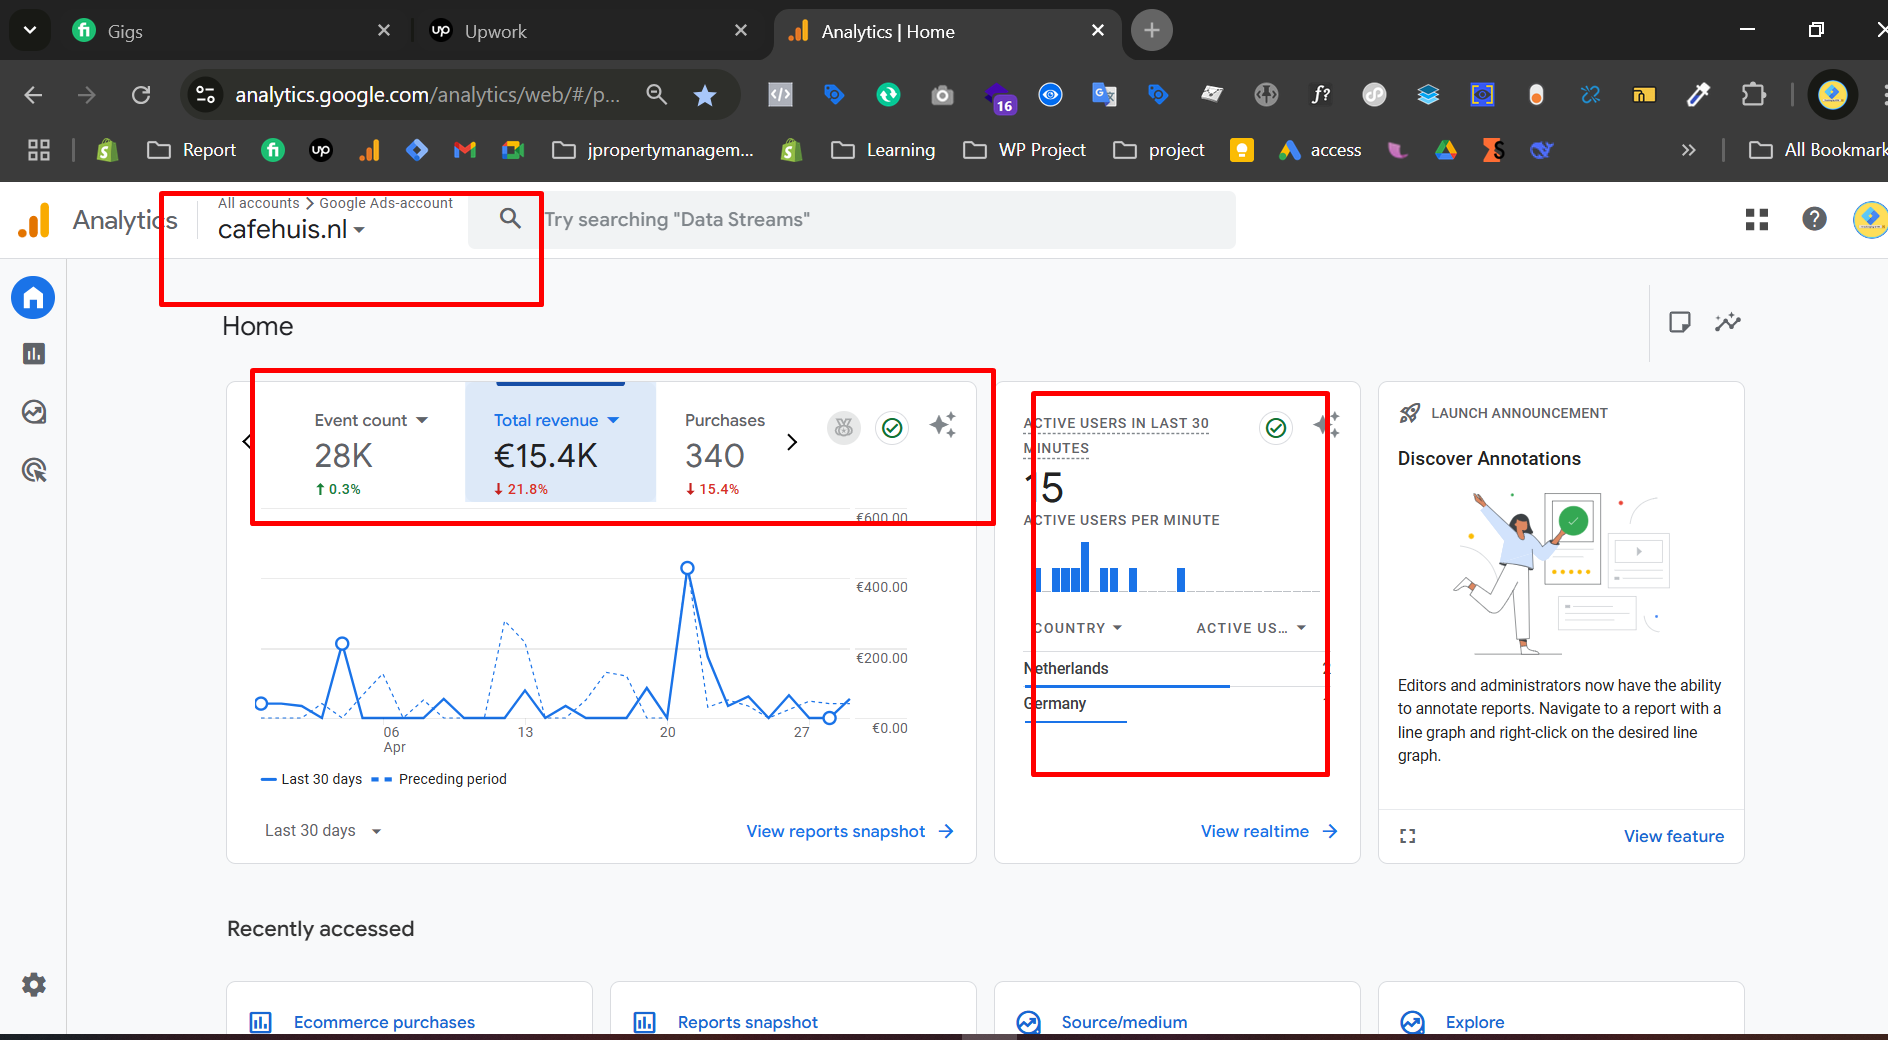 Gigs
Upwork
Analytics | Home
analytics.google.com/analytics/web/#/p...
16
f?
Report
jpropertymanagem...
Learning
WP Project
project
access
All Bookmark
Analytics
All accounts > Google Ads-account
cafehuis.nl
Try searching "Data Streams"
Home
Event count
28K
0.3%
Total revenue
€15.4K
21.8%
Purchases
340
15.4%
€600.00
€400.00
€200.00
€0.00
06
Apr
13
20
27
Last 30 days
Preceding period
Last 30 days
View reports snapshot
ACTIVE USERS IN LAST 30
MINUTES
15
ACTIVE USERS PER MINUTE
COUNTRY
ACTIVE US...
Netherlands 2
Germany 1
View realtime
LAUNCH ANNOUNCEMENT
Discover Annotations
Editors and administrators now have the ability
to annotate reports. Navigate to a report with a
line graph and right-click on the desired line
graph.
View feature
Recently accessed
Ecommerce purchases
Reports snapshot
Source/medium
Explore